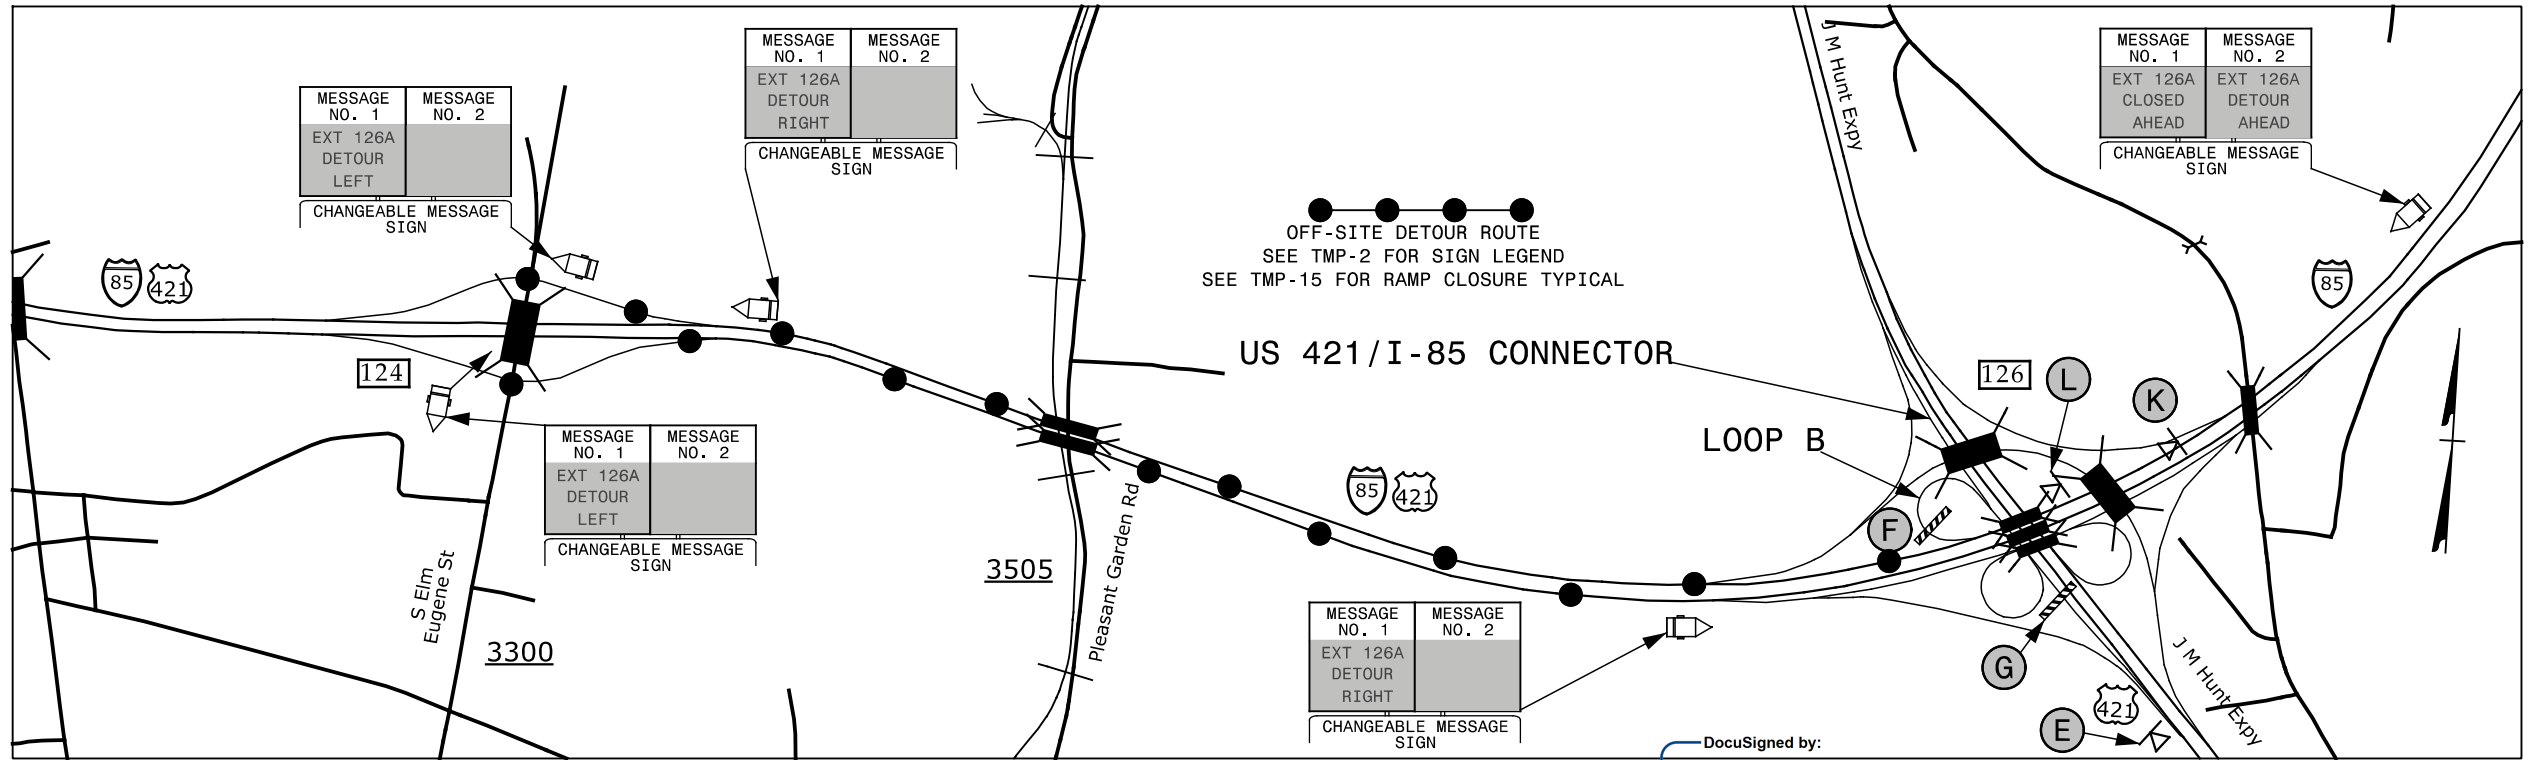 MESSAGE NO. 1
MESSAGE NO. 2
EXT 126A
DETOUR
LEFT
CHANGEABLE MESSAGE
SIGN
MESSAGE NO. 1
MESSAGE NO. 2
EXT 126A
DETOUR
RIGHT
CHANGEABLE MESSAGE
SIGN
J M Hunt Expy
MESSAGE NO. 1
MESSAGE NO. 2
EXT 126A
CLOSED
AHEAD
EXT 126A
DETOUR
AHEAD
CHANGEABLE MESSAGE
SIGN
OFF-SITE DETOUR ROUTE
SEE TMP-2 FOR SIGN LEGEND
SEE TMP-15 FOR RAMP CLOSURE TYPICAL
85
421
85
US 421/I-85 CONNECTOR
124
126
L
K
LOOP B
MESSAGE NO. 1
MESSAGE NO. 2
EXT 126A
DETOUR
LEFT
CHANGEABLE MESSAGE
SIGN
85
421
F
S Elm
Eugene St
3300
3505
Pleasant Garden Rd
MESSAGE NO. 1
MESSAGE NO. 2
EXT 126A
DETOUR
RIGHT
CHANGEABLE MESSAGE
SIGN
G
J M Hunt Expy
421
E
DocuSigned by: